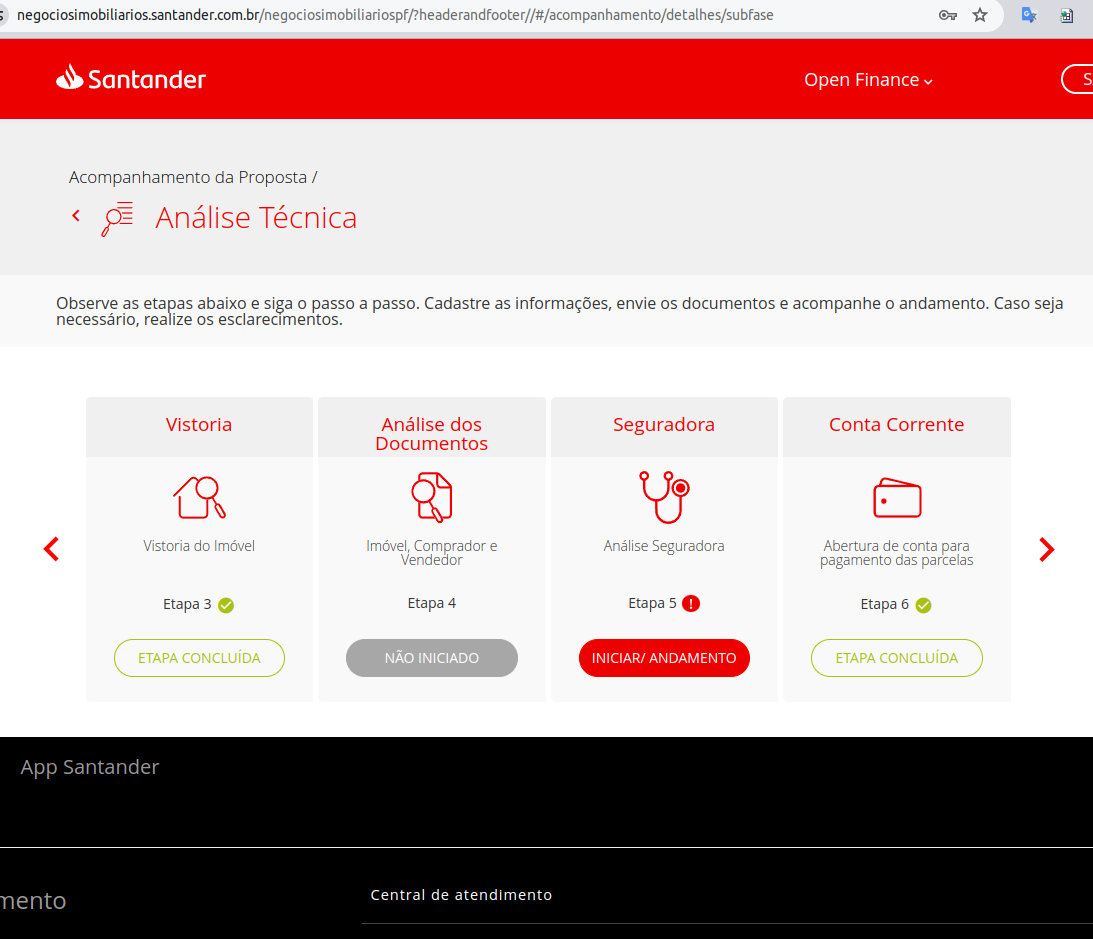 negociosimobiliarios.santander.com.br/negociosimobiliariospf/?headerandfooter//#/acompanhamento/detalhes/subfase
Santander
Open Finance
Acompanhamento da Proposta /
Análise Técnica
Observe as etapas abaixo e siga o passo a passo. Cadastre as informações, envie os documentos e acompanhe o andamento. Caso seja
necessário, realize os esclarecimentos.
Vistoria
Vistoria do Imóvel
Etapa 3
ETAPA CONCLUÍDA
Análise dos
Documentos
Imóvel, Comprador e
Vendedor
Etapa 4
NÃO INICIADO
Seguradora
Análise Seguradora
Etapa 5
INICIAR/ ANDAMENTO
Conta Corrente
Abertura de conta para
pagamento das parcelas
Etapa 6
ETAPA CONCLUÍDA
App Santander
mento
Central de atendimento